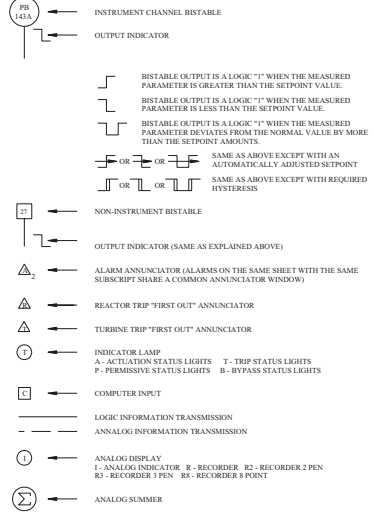 PB
143A
INSTRUMENT CHANNEL BISTABLE
OUTPUT INDICATOR
BISTABLE OUTPUT IS A LOGIC "1" WHEN THE MEASURED
PARAMETER IS GREATER THAN THE SETPOINT VALUE.
BISTABLE OUTPUT IS A LOGIC "1" WHEN THE MEASURED
PARAMETER IS LESS THAN THE SETPOINT VALUE.
BISTABLE OUTPUT IS A LOGIC "1" WHEN THE MEASURED
PARAMETER DEVIATES FROM THE NORMAL VALUE BY MORE
THAN THE SETPOINT AMOUNTS.
OR OR SAME AS ABOVE EXCEPT WITH AN
AUTOMATICALLY ADJUSTED SETPOINT
OR OR SAME AS ABOVE EXCEPT WITH REQUIRED
HYSTERESIS
27 NON-INSTRUMENT BISTABLE
OUTPUT INDICATOR (SAME AS EXPLAINED ABOVE)
A 2 ALARM ANNUNCIATOR (ALARMS ON THE SAME SHEET WITH THE SAME
SUBSCRIPT SHARE A COMMON ANNUNCIATOR WINDOW)
R REACTOR TRIP "FIRST OUT" ANNUNCIATOR
T TURBINE TRIP "FIRST OUT" ANNUNCIATOR
T INDICATOR LAMP
A - ACTUATION STATUS LIGHTS T - TRIP STATUS LIGHTS
P - PERMISSIVE STATUS LIGHTS B - BYPASS STATUS LIGHTS
C COMPUTER INPUT
LOGIC INFORMATION TRANSMISSION
ANNALOG INFORMATION TRANSMISSION
I ANALOG DISPLAY
I - ANALOG INDICATOR R - RECORDER R2 - RECORDER 2 PEN
R3 - RECORDER 3 PEN R8 - RECORDER 8 POINT
Σ ANALOG SUMMER